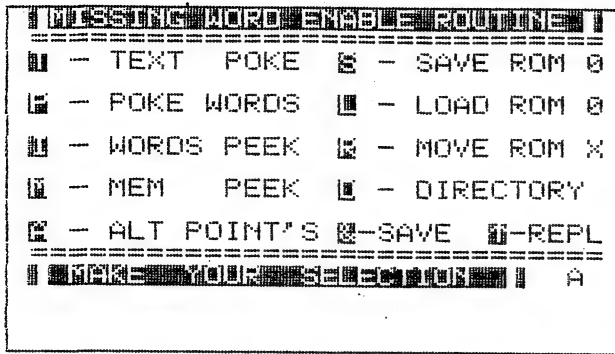 MISSING WORD ENABLE ROUTINE
- TEXT POKE S - SAVE ROM 0
- POKE WORDS - LOAD ROM 0
- WORDS PEEK - MOVE ROM X
- MEM PEEK - DIRECTORY
- ALT POINT'S -SAVE -REPL
MAKE YOUR SELECTION A